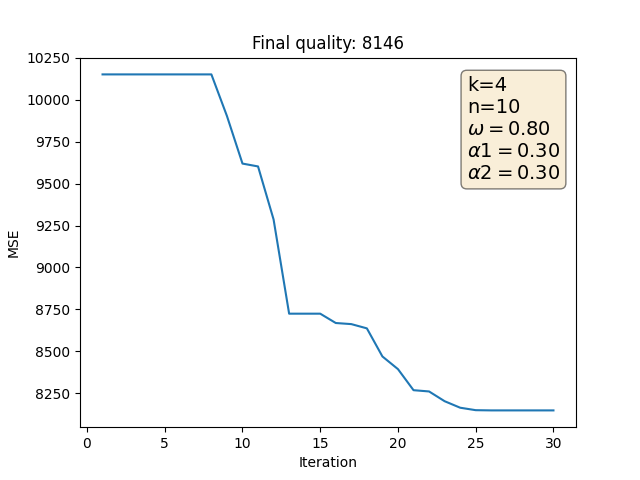 Final quality: 8146
10250
10000
9750
9500
9250
9000
8750
8500
8250
MSE
k=4
n=10
ω = 0.80
α1 = 0.30
α2 = 0.30
0 5 10 15 20 25 30
Iteration